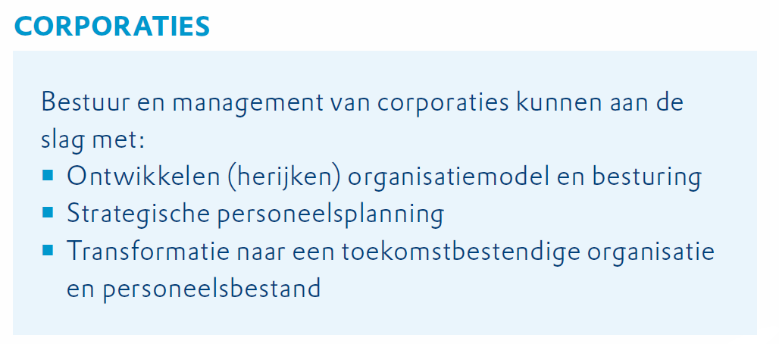 CORPORATIES
Bestuur en management van corporaties kunnen aan de
slag met:
▪ Ontwikkelen (herijken) organisatiemodel en besturing
▪ Strategische personeelsplanning
▪ Transformatie naar een toekomstbestendige organisatie
en personeelsbestand